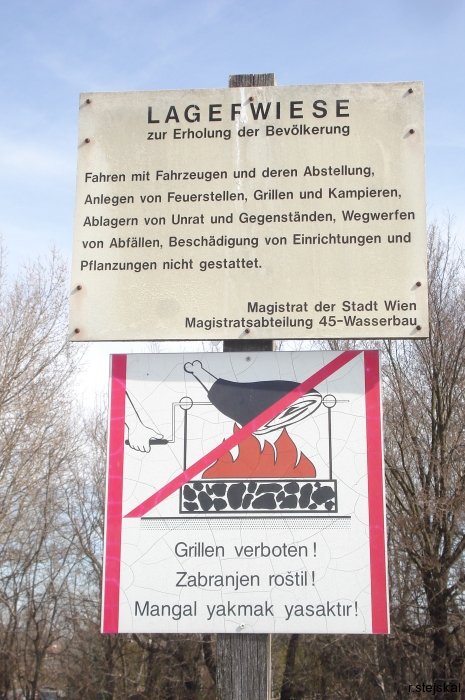 LAGERWIESE
zur Erholung der Bevölkerung
Fahren mit Fahrzeugen und deren Abstellung,
Anlegen von Feuerstellen, Grillen und Kampieren,
Ablagern von Unrat und Gegenständen, Wegwerfen
von Abfällen, Beschädigung von Einrichtungen und
Pflanzungen nicht gestattet.
Magistrat der Stadt Wien
Magistratsabteilung 45-Wasserbau
Grillen verboten!
Zabranjen roštil!
Mangal yakmak yasaktır!
r.stejskal